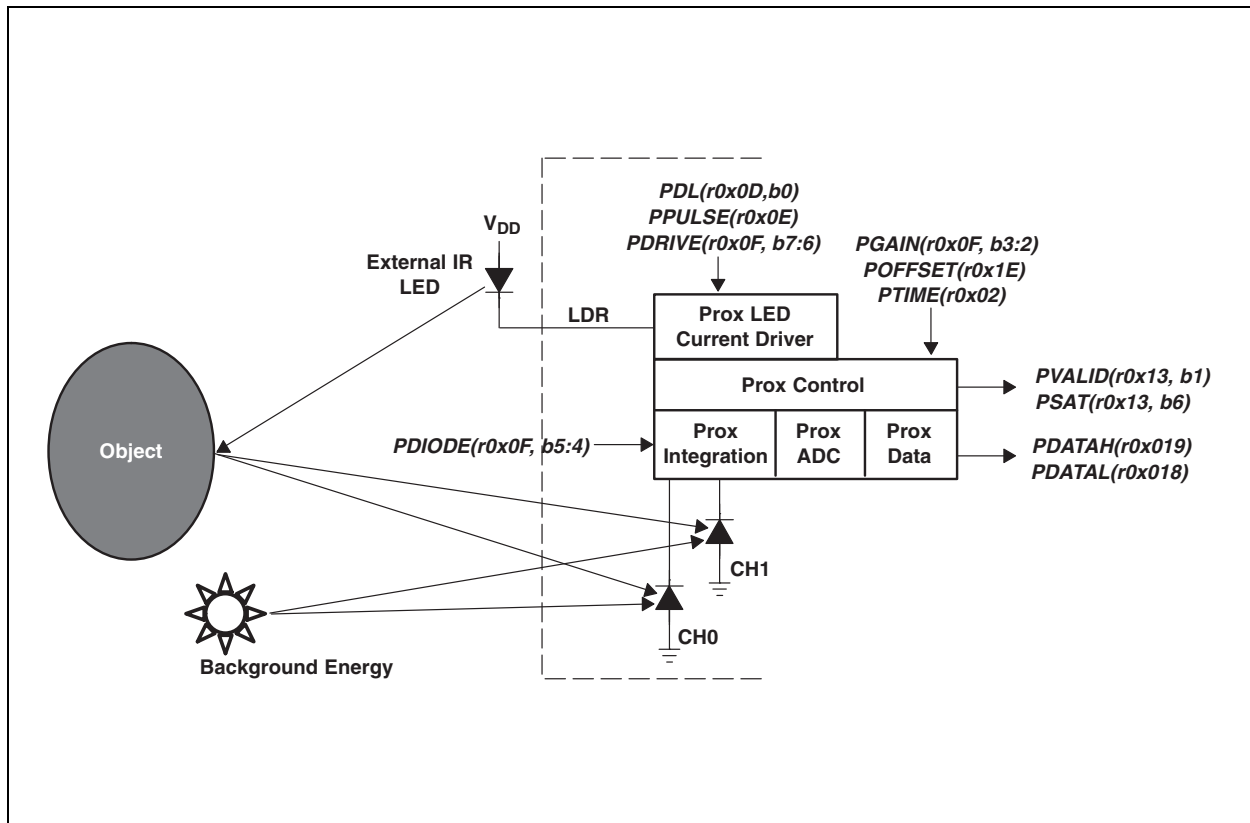 PDL(r0x0D,b0)
PPULSE(r0x0E)
PDRIVE(r0x0F, b7:6)
PGAIN(r0x0F, b3:2)
POFFSET(r0x1E)
PTIME(r0x02)
VDD
External IR
LED
LDR
Prox LED
Current Driver
Prox Control
PVALID(r0x13, b1)
PSAT(r0x13, b6)
Object
PDIODE(r0x0F, b5:4)
Prox
Integration
Prox
ADC
Prox
Data
PDATAH(r0x019)
PDATAL(r0x018)
CH1
CH0
Background Energy